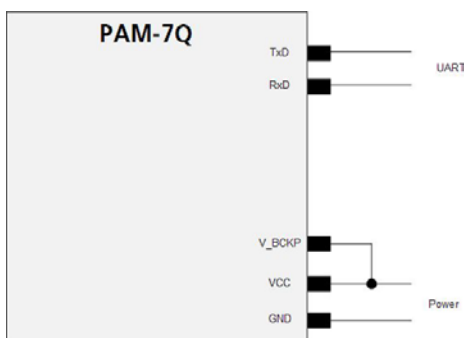 PAM-7Q
TxD
UART
RxD
V_BCKP
VCC
Power
GND